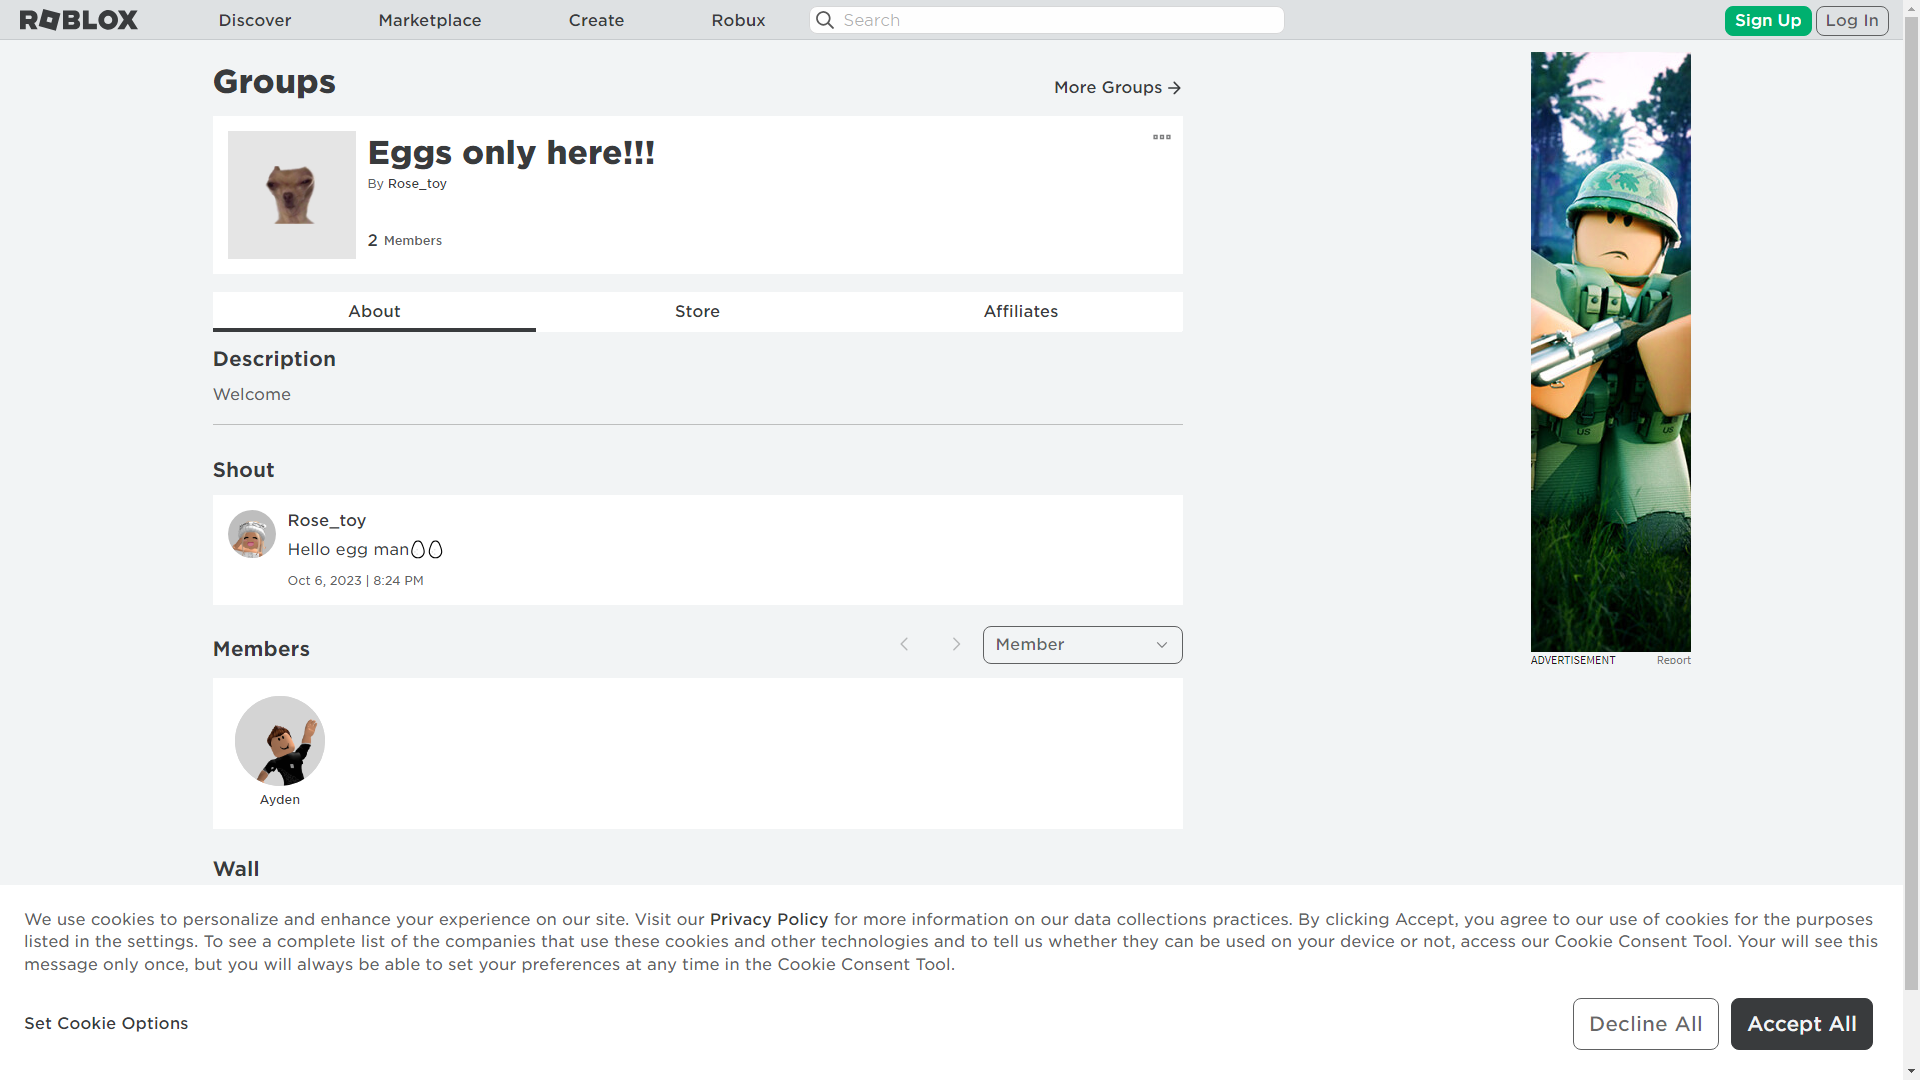 ROBLOX
Discover
Marketplace
Create
Robux
Search
Sign Up
Log In
Groups
More Groups
Eggs only here!!!
By Rose_toy
2 Members
About
Store
Affiliates
Description
Welcome
Shout
Rose_toy
Hello egg man🥚🥚
Oct 6, 2023 | 8:24 PM
Members
Member
Ayden
Wall
US
US
ADVERTISEMENT
Report
We use cookies to personalize and enhance your experience on our site. Visit our Privacy Policy for more information on our data collections practices. By clicking Accept, you agree to our use of cookies for the purposes
listed in the settings. To see a complete list of the companies that use these cookies and other technologies and to tell us whether they can be used on your device or not, access our Cookie Consent Tool. Your will see this
message only once, but you will always be able to set your preferences at any time in the Cookie Consent Tool.
Set Cookie Options
Decline All
Accept All